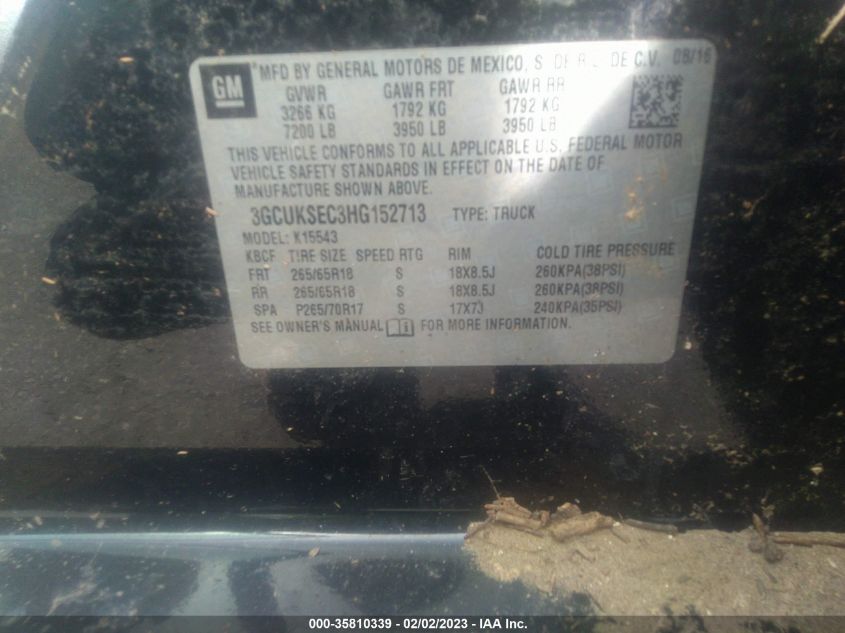 GM
MFD BY GENERAL MOTORS DE MEXICO, S. DE R.L. DE C.V. 08/16
GVWR GAWR FRT GAWR RR
3266 KG 1792 KG 1792 KG
7200 LB 3950 LB 3950 LB
THIS VEHICLE CONFORMS TO ALL APPLICABLE U.S. FEDERAL MOTOR
VEHICLE SAFETY STANDARDS IN EFFECT ON THE DATE OF
MANUFACTURE SHOWN ABOVE.
3GCUKSEC3HG152713 TYPE: TRUCK
MODEL: K15543
KBCF TIRE SIZE SPEED RTG RIM COLD TIRE PRESSURE
FRT 265/65R18 S 18X8.5J 260KPA(38PSI)
RR 265/65R18 S 18X8.5J 260KPA(38PSI)
SPA P265/70R17 S 17X7J 240KPA(35PSI)
SEE OWNER'S MANUAL FOR MORE INFORMATION.
000-35810339 - 02/02/2023 - IAA Inc.